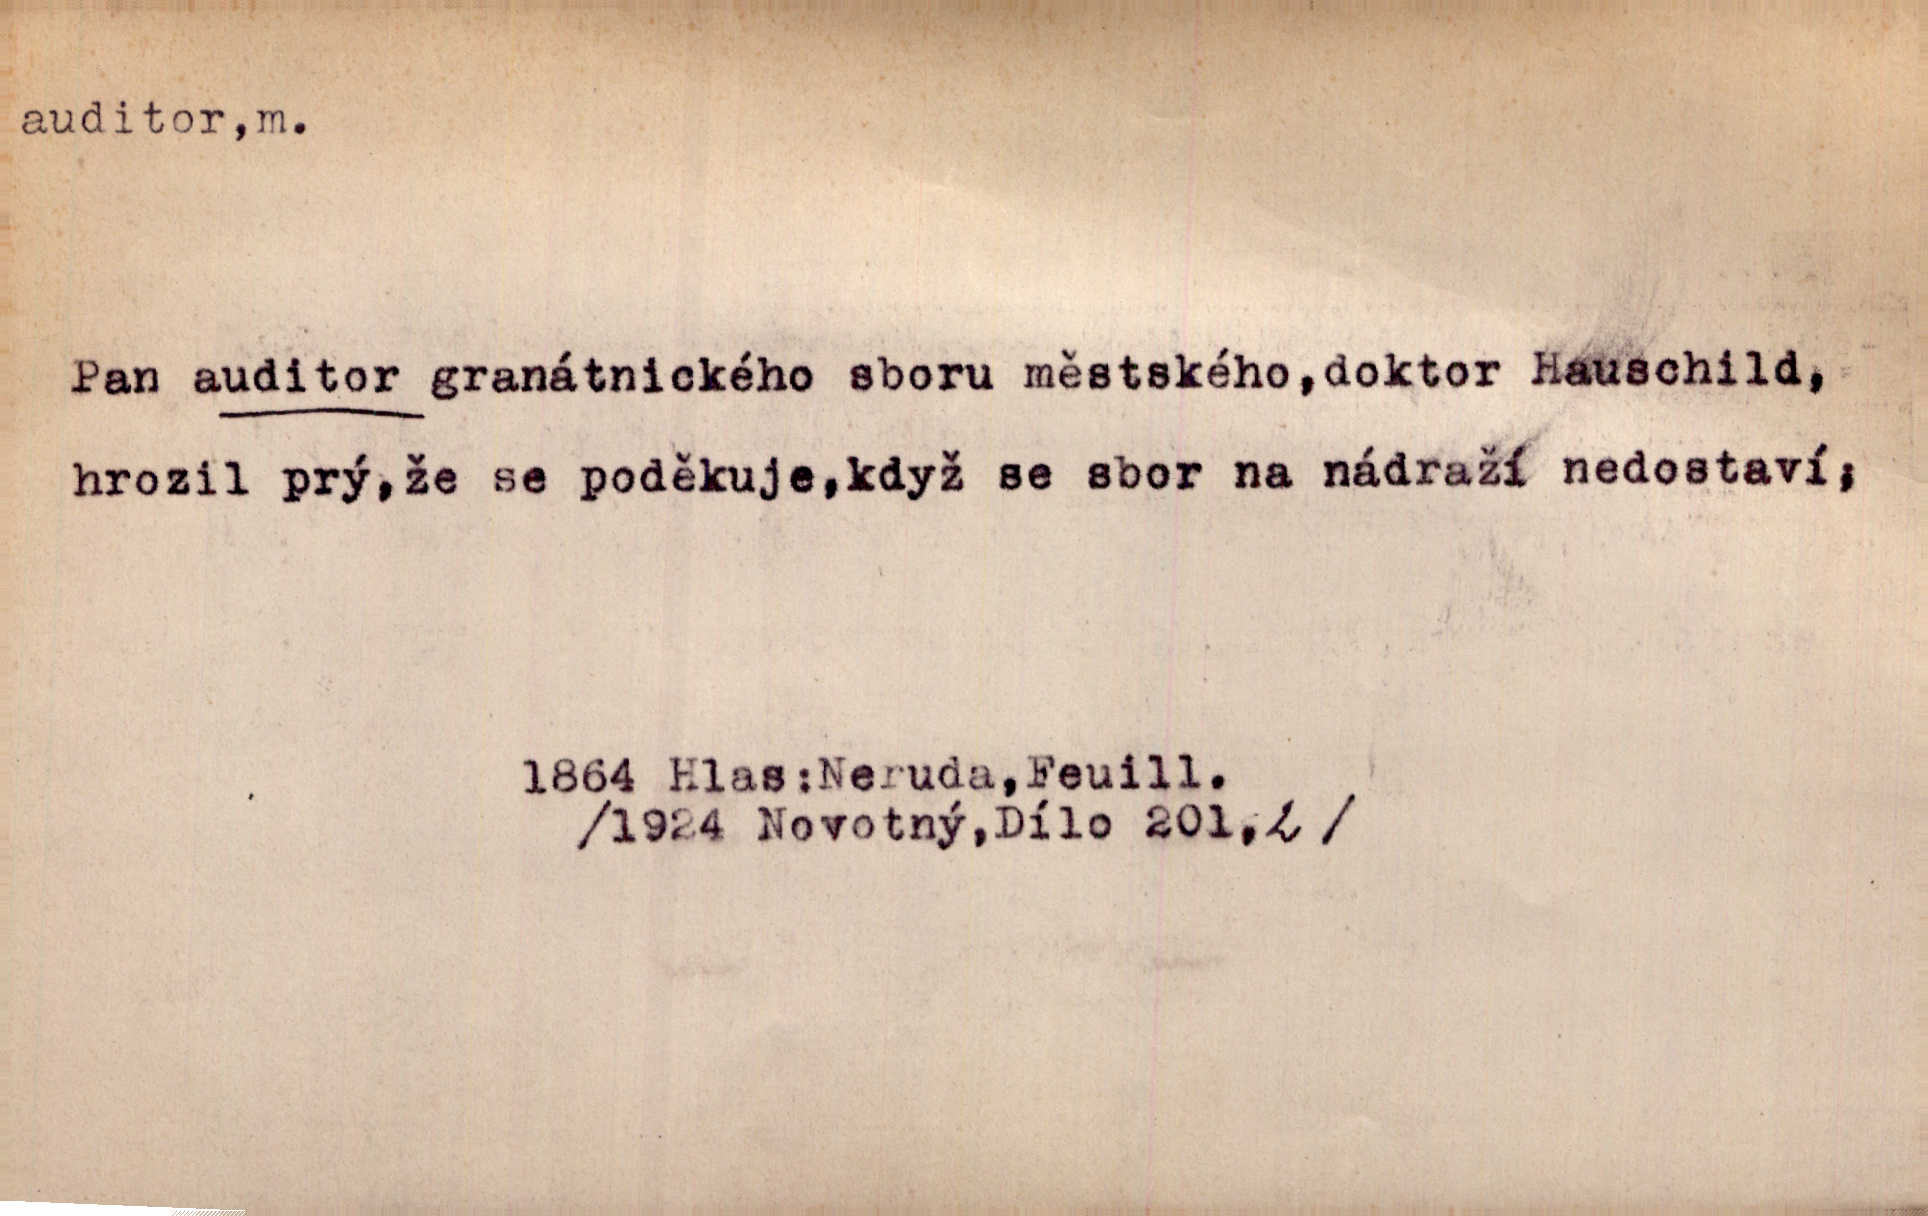 auditor,m.
Pan auditor granátnického sboru městského,doktor Hauschild,
hrozil prý,že se poděkuje,když se sbor na nádraží nedostaví;
1864 Hlas:Neruda,Feuill.
/1924 Novotný,Dílo 201,L/